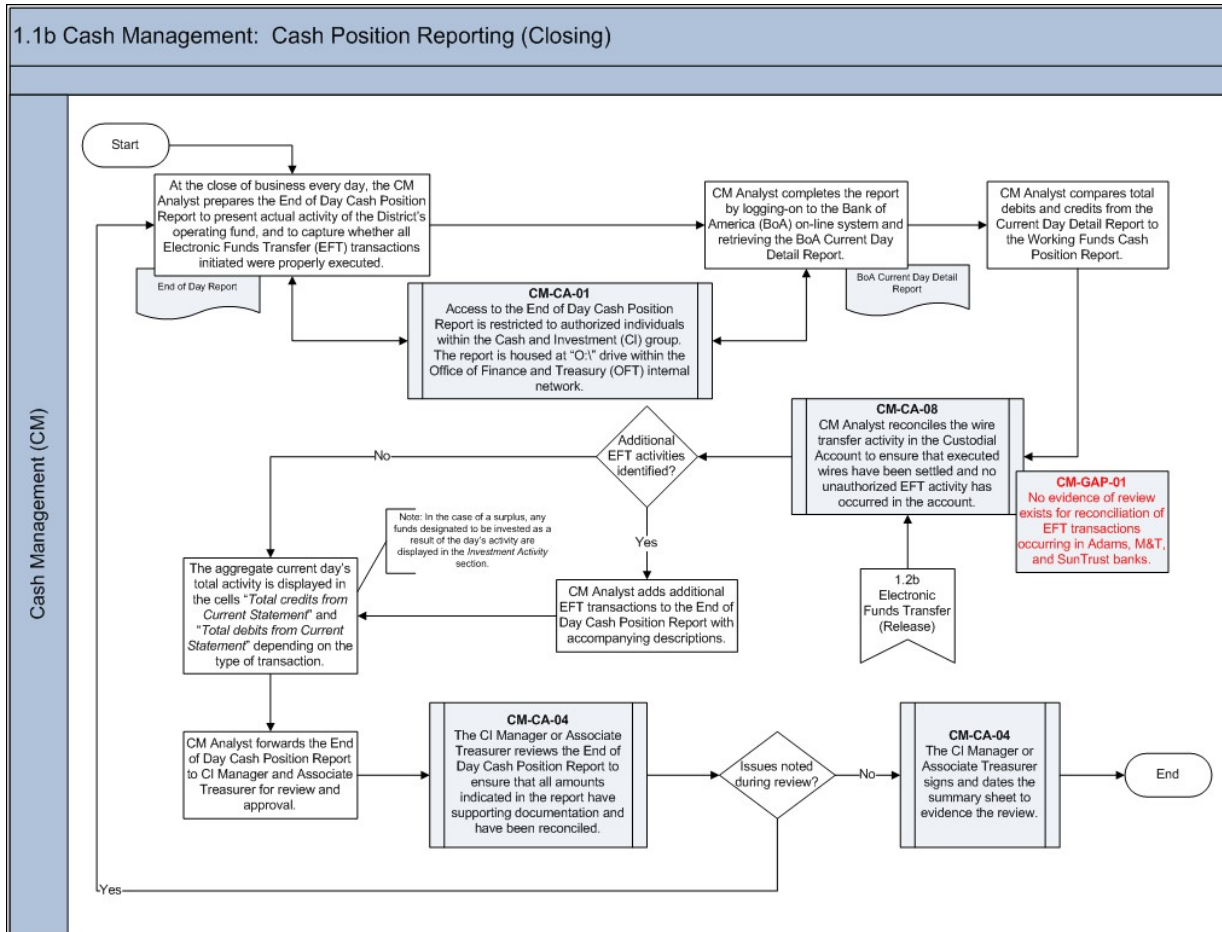 1.1b Cash Management: Cash Position Reporting (Closing)
Cash Management (CM)
Start
At the close of business every day, the CM
Analyst prepares the End of Day Cash Position
Report to present actual activity of the District's
operating fund, and to capture whether all
Electronic Funds Transfer (EFT) transactions
initiated were properly executed.
End of Day Report
CM Analyst completes the report
by logging-on to the Bank of
America (BoA) on-line system and
retrieving the BoA Current Day
Detail Report.
BoA Current Day Detail
Report
CM Analyst compares total
debits and credits from the
Current Day Detail Report to
the Working Funds Cash
Position Report.
CM-CA-01
Access to the End of Day Cash Position
Report is restricted to authorized individuals
within the Cash and Investment (CI) group.
The report is housed at "O:\" drive within the
Office of Finance and Treasury (OFT) internal
network.
CM-CA-08
CM Analyst reconciles the wire
transfer activity in the Custodial
Account to ensure that executed
wires have been settled and no
unauthorized EFT activity has
occurred in the account.
CM-GAP-01
No evidence of review
exists for reconciliation of
EFT transactions
occurring in Adams, M&T,
and SunTrust banks.
1.2b
Electronic
Funds Transfer
(Release)
Additional
EFT activities
identified?
No
Yes
Note: In the case of a surplus, any
funds designated to be invested as a
result of the day's activity are
displayed in the Investment Activity
section.
CM Analyst adds additional
EFT transactions to the End of
Day Cash Position Report with
accompanying descriptions.
The aggregate current day's
total activity is displayed in
the cells "Total credits from
Current Statement" and
"Total debits from Current
Statement" depending on the
type of transaction.
CM Analyst forwards the End
of Day Cash Position Report
to CI Manager and Associate
Treasurer for review and
approval.
CM-CA-04
The CI Manager or Associate
Treasurer reviews the End of
Day Cash Position Report to
ensure that all amounts
indicated in the report have
supporting documentation and
have been reconciled.
Issues noted
during review?
No
CM-CA-04
The CI Manager or
Associate Treasurer
signs and dates the
summary sheet to
evidence the review.
End
Yes